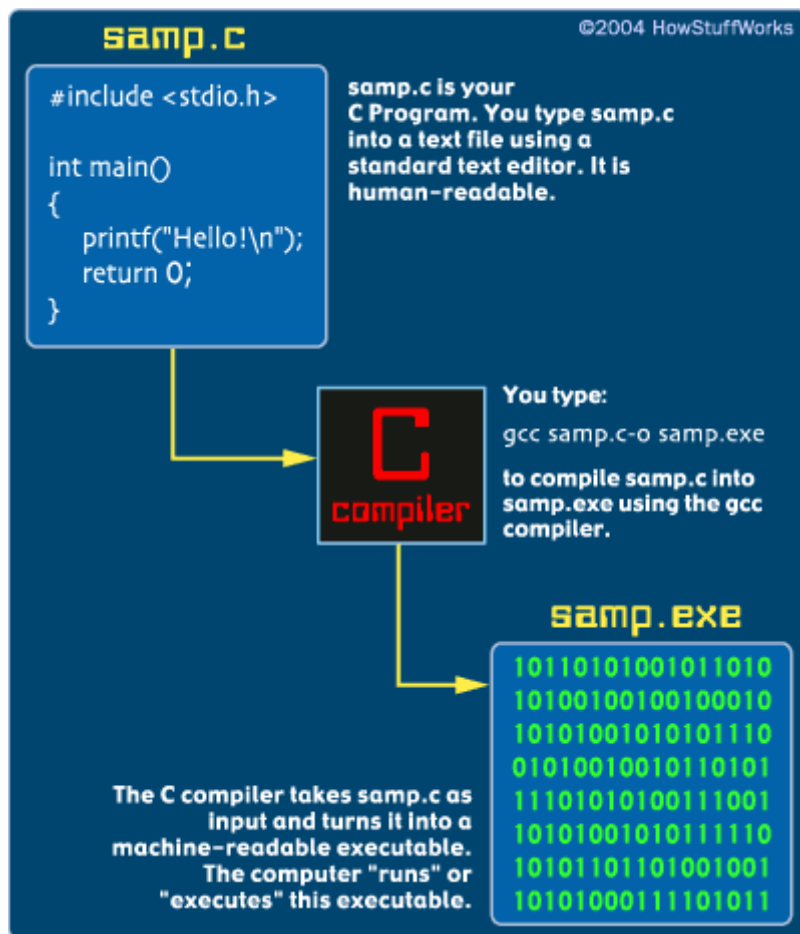 ©2004 HowStuffWorks
samp.c
#include <stdio.h>
int main()
{
printf("Hello!\n");
return 0;
}
samp.c is your
C Program. You type samp.c
into a text file using a
standard text editor. It is
human-readable.
C
compiler
You type:
gcc samp.c-o samp.exe
to compile samp.c into
samp.exe using the gcc
compiler.
samp.exe
10110101001011010
10100100100100010
10101001010101110
01010010010110101
11101010100111001
10101001010111110
10101101101001001
10101000111101011
The C compiler takes samp.c as
input and turns it into a
machine-readable executable.
The computer "runs" or
"executes" this executable.